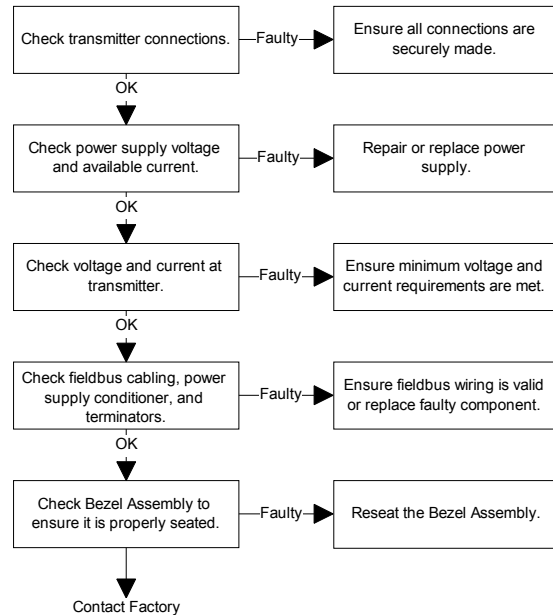 Check transmitter connections.
Faulty
Ensure all connections are
securely made.
OK
Check power supply voltage
and available current.
Faulty
Repair or replace power
supply.
OK
Check voltage and current at
transmitter.
Faulty
Ensure minimum voltage and
current requirements are met.
OK
Check fieldbus cabling, power
supply conditioner, and
terminators.
Faulty
Ensure fieldbus wiring is valid
or replace faulty component.
OK
Check Bezel Assembly to
ensure it is properly seated.
Faulty
Reseat the Bezel Assembly.
Contact Factory